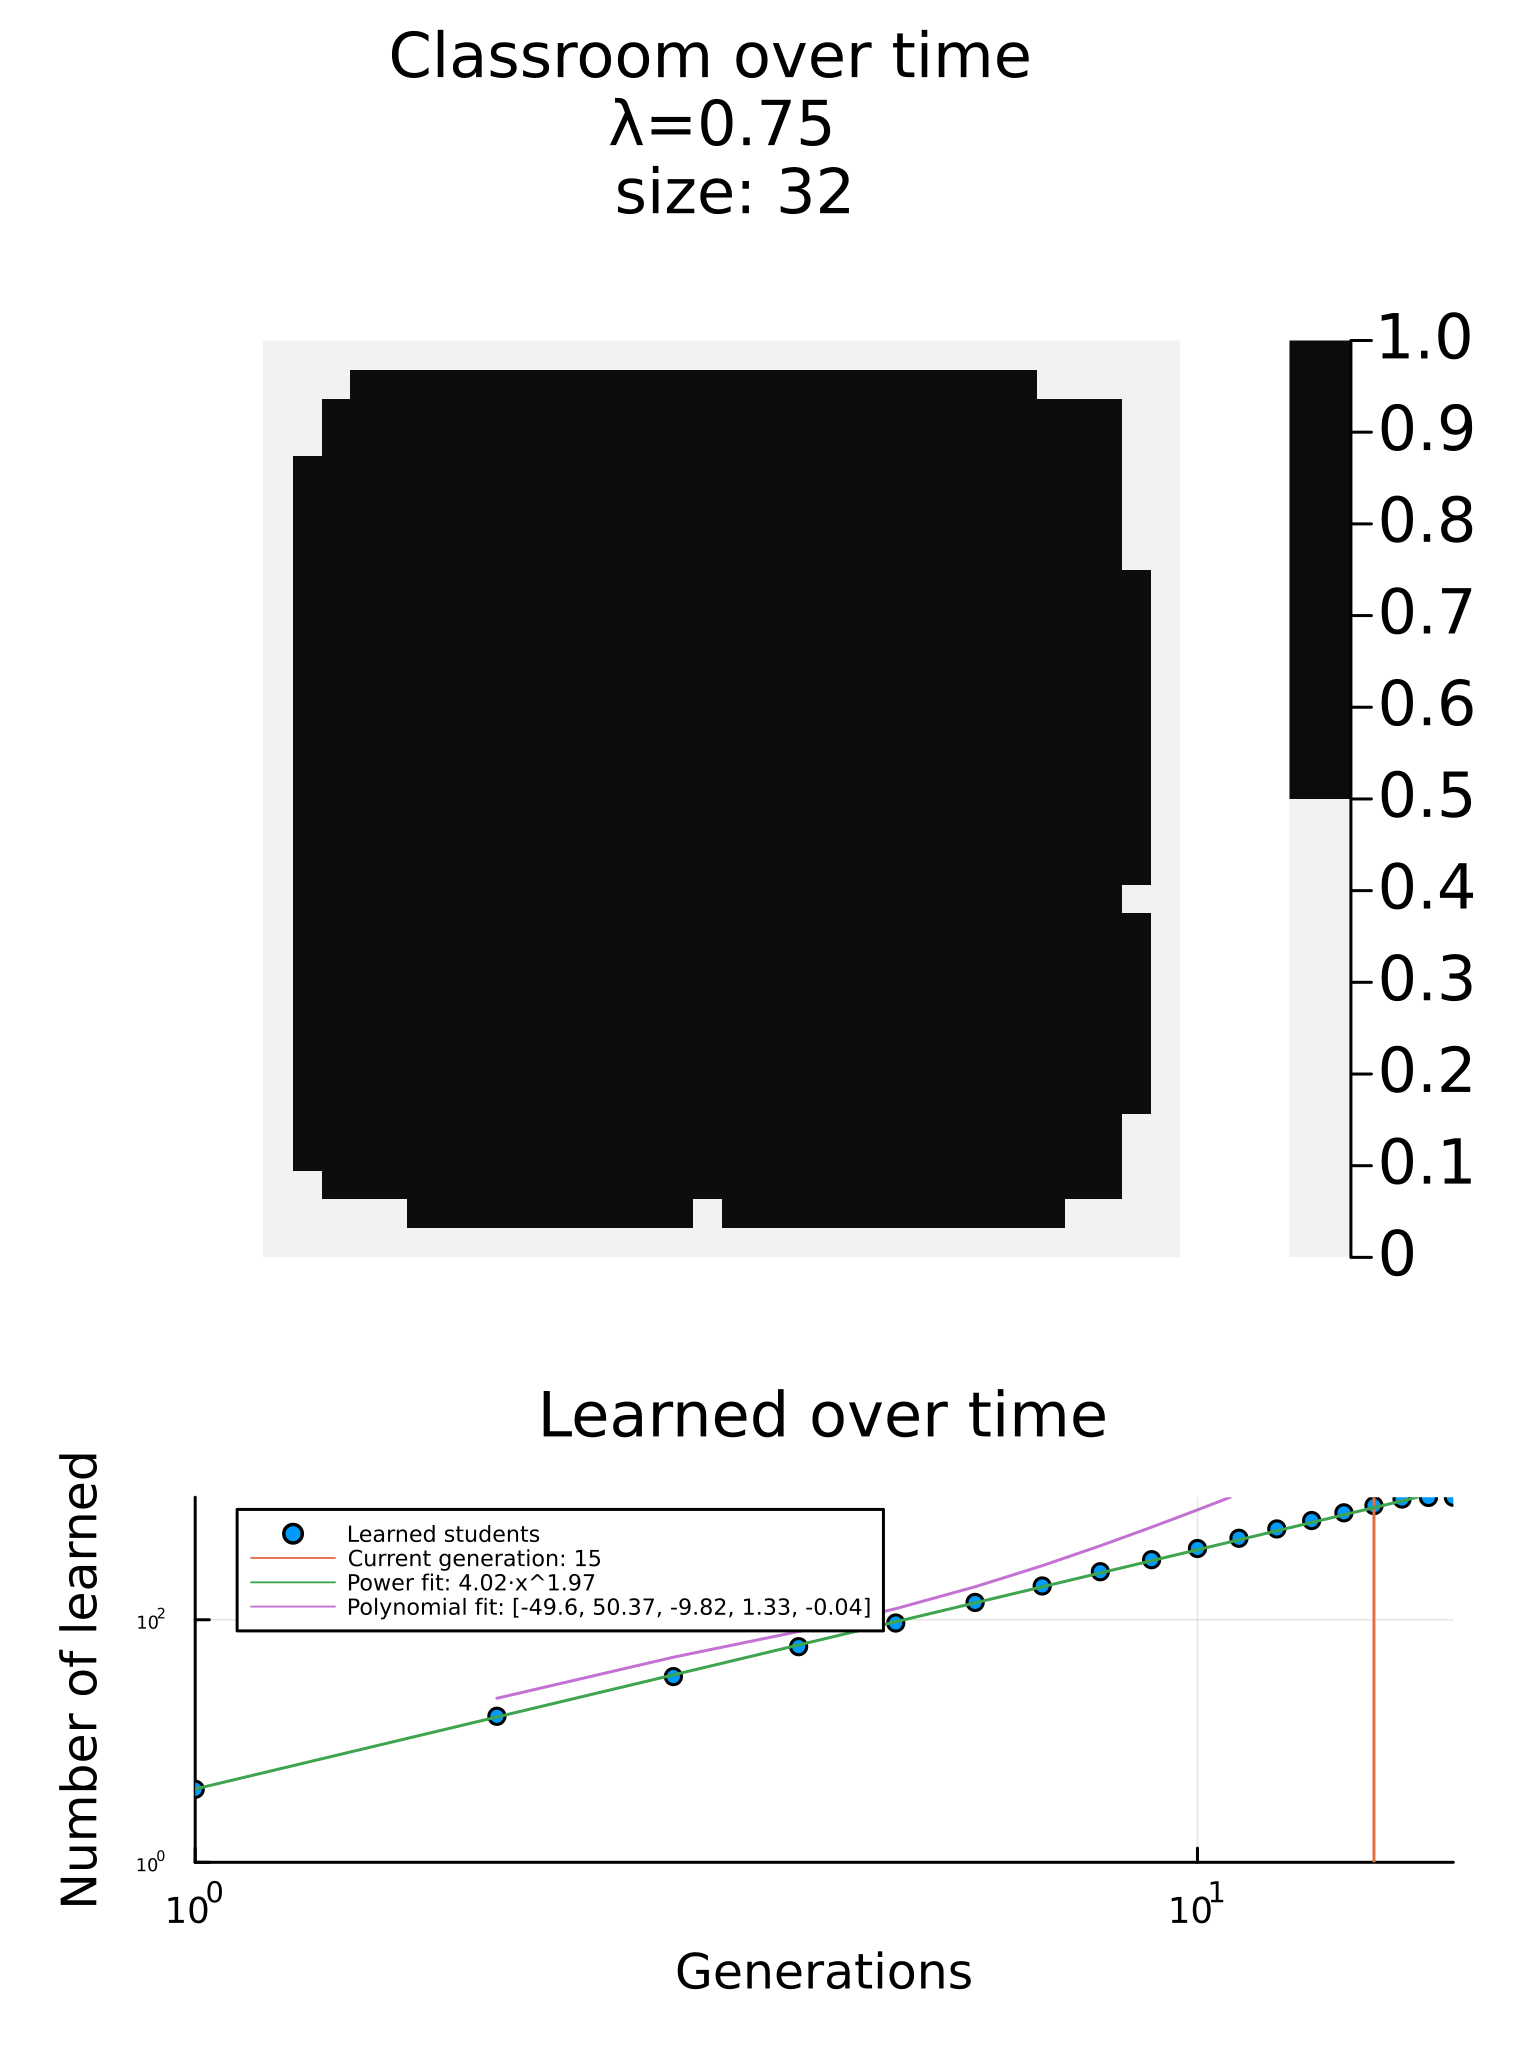 Classroom over time
λ=0.75
size: 32
1.0
0.9
0.8
0.7
0.6
0.5
0.4
0.3
0.2
0.1
0
Learned over time
Number of learned
Learned students
Current generation: 15
Power fit: 4.02·x^1.97
Polynomial fit: [-49.6, 50.37, -9.82, 1.33, -0.04]
10²
10⁰
10⁰
10¹
Generations